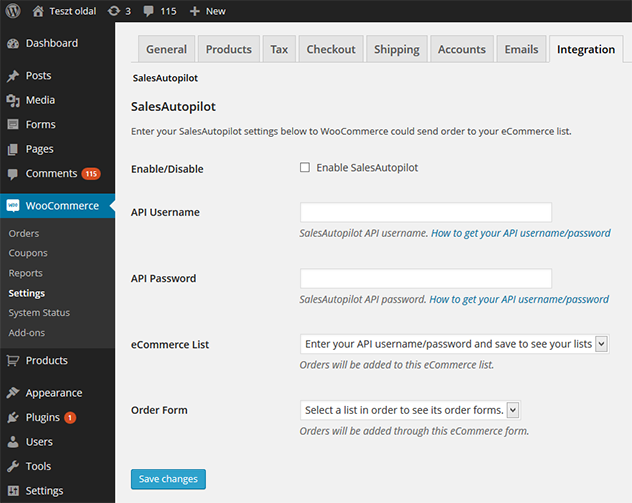 Teszt oldal 3 115 + New
Dashboard
Posts
Media
Forms
Pages
Comments 115
WooCommerce
Orders
Coupons
Reports
Settings
System Status
Add-ons
Products
Appearance
Plugins 1
Users
Tools
Settings
General Products Tax Checkout Shipping Accounts Emails Integration
SalesAutopilot
SalesAutopilot
Enter your SalesAutopilot settings below to WooCommerce could send order to your eCommerce list.
Enable/Disable Enable SalesAutopilot
API Username
SalesAutopilot API username. How to get your API username/password
API Password
SalesAutopilot API password. How to get your API username/password
eCommerce List Enter your API username/password and save to see your lists
Orders will be added to this eCommerce list.
Order Form Select a list in order to see its order forms.
Orders will be added through this eCommerce form.
Save changes